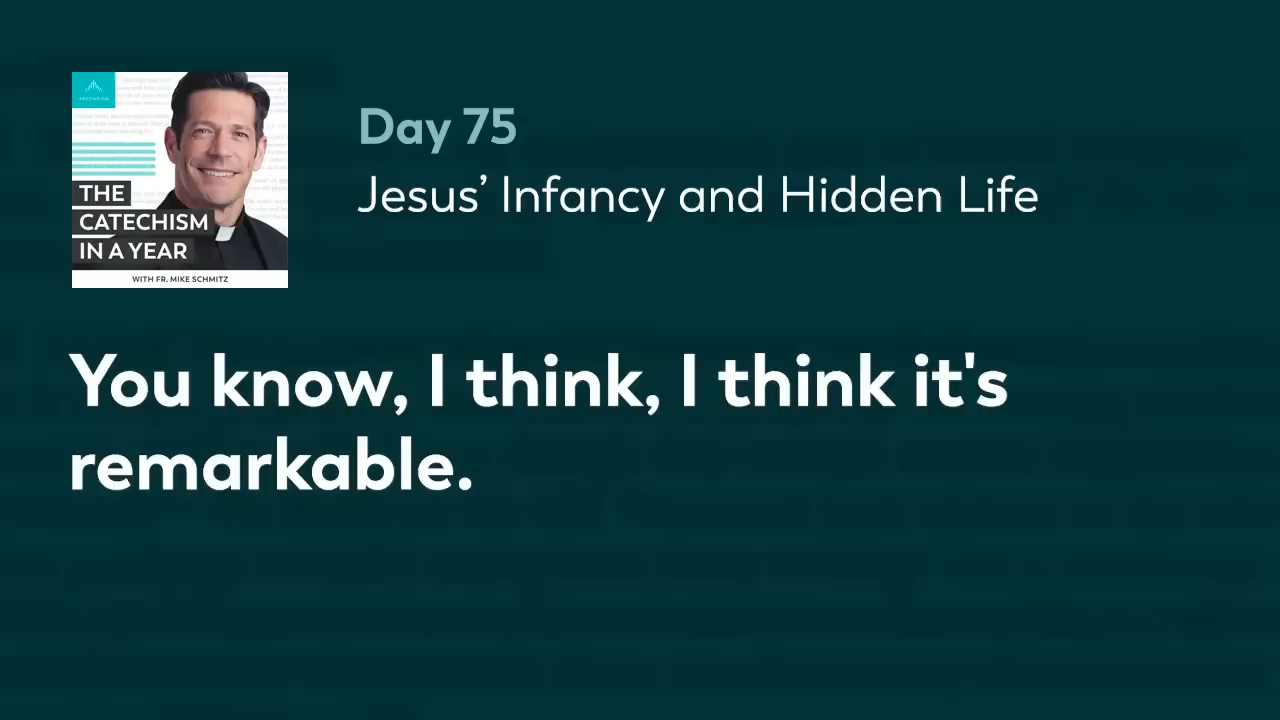 ASCENSION
THE
CATECHISM
IN A YEAR
WITH FR. MIKE SCHMITZ
Day 75
Jesus’ Infancy and Hidden Life
You know, I think, I think it's
remarkable.